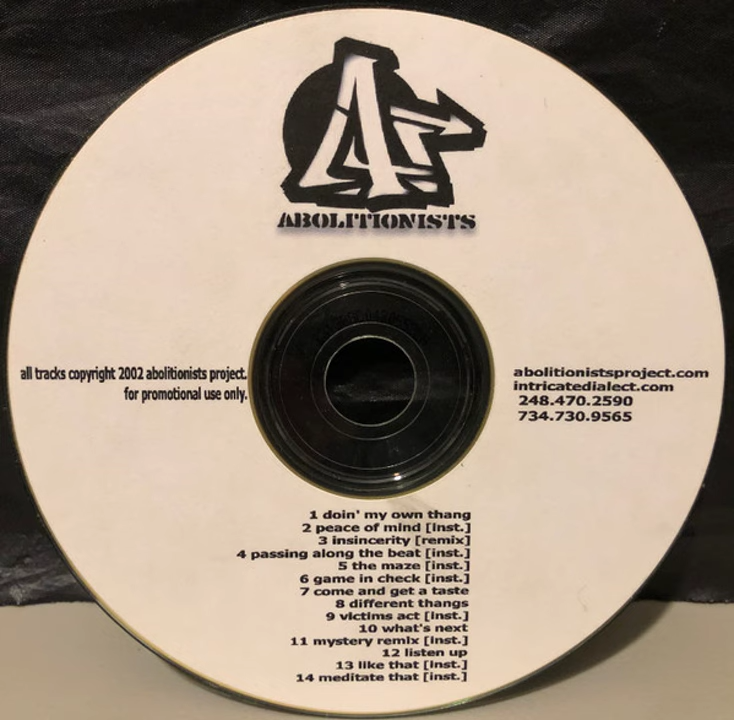 ABOLITIONISTS
all tracks copyright 2002 abolitionists project.
for promotional use only.
abolitionistsproject.com
intricatedialect.com
248.470.2590
734.730.9565
1 doin' my own thang
2 peace of mind [inst.]
3 insincerity [remix]
4 passing along the beat [inst.]
5 the maze [inst.]
6 game in check [inst.]
7 come and get a taste
8 different thangs
9 victims act [inst.]
10 what's next
11 mystery remix [inst.]
12 listen up
13 like that [inst.]
14 meditate that [inst.]